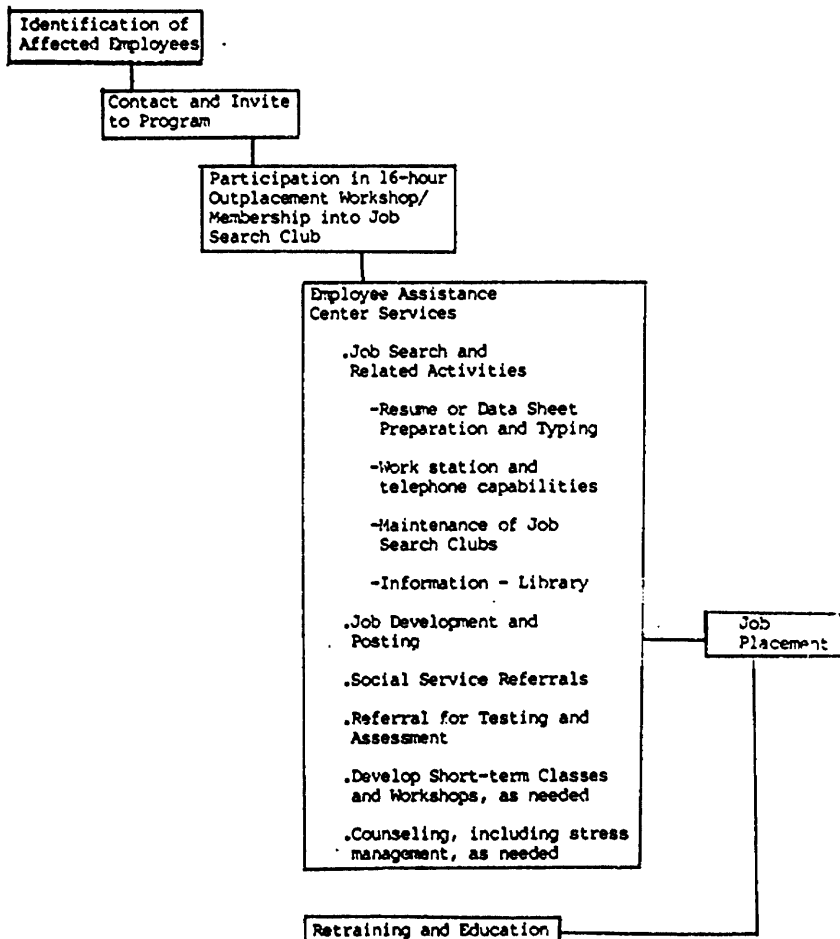 Identification of
Affected Employees
Contact and Invite
to Program
Participation in 16-hour
Outplacement Workshop/
Membership into Job
Search Club
Employee Assistance
Center Services
.Job Search and
Related Activities
-Resume or Data Sheet
Preparation and Typing
-Work station and
telephone capabilities
-Maintenance of Job
Search Clubs
-Information - Library
.Job Development and
Posting
.Social Service Referrals
.Referral for Testing and
Assessment
.Develop Short-term Classes
and Workshops, as needed
.Counseling, including stress
management, as needed
Job
Placement
Retraining and Education